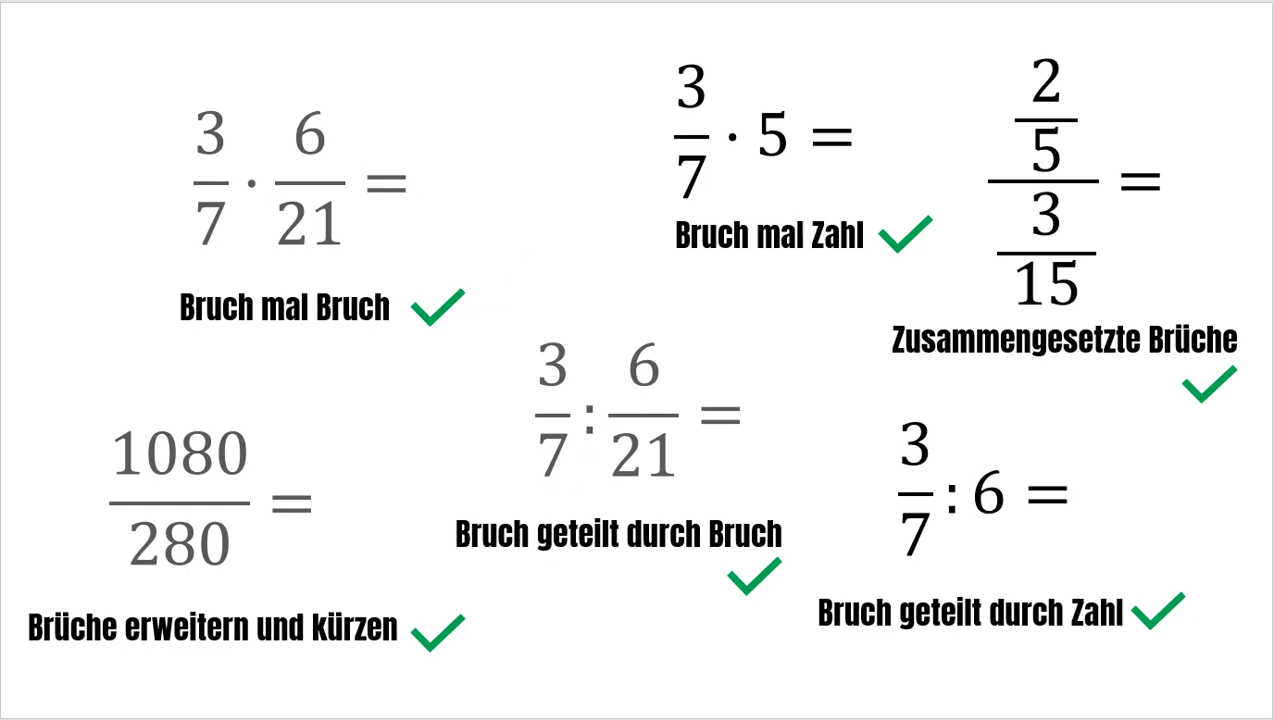 3/7 · 6/21 =
Bruch mal Bruch
3/7 · 5 =
Bruch mal Zahl
(2/5)/(3/15) =
Zusammengesetzte Brüche
1080/280 =
Brüche erweitern und kürzen
3/7 : 6/21 =
Bruch geteilt durch Bruch
3/7 : 6 =
Bruch geteilt durch Zahl